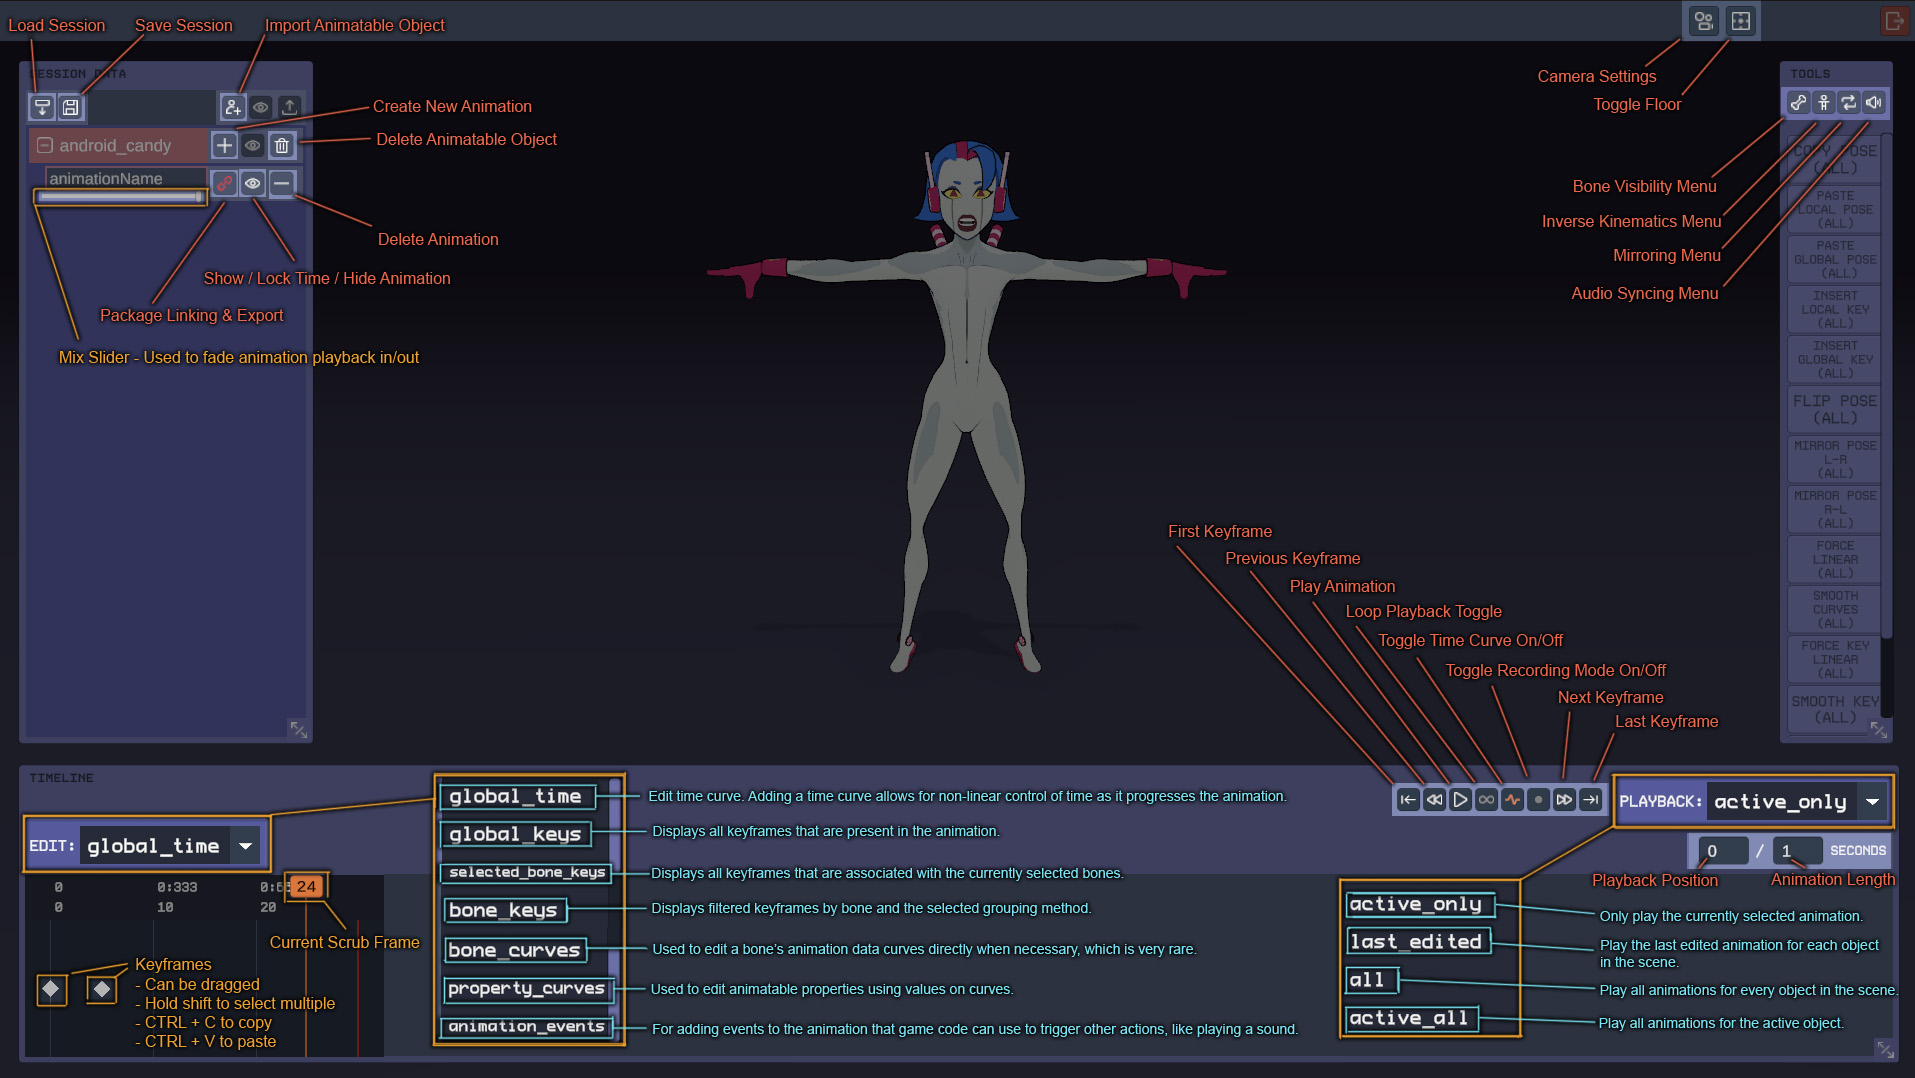 Load Session
Save Session
Import Animatable Object
SESSION DATA
Create New Animation
android_candy
Delete Animatable Object
animationName
Delete Animation
Show / Lock Time / Hide Animation
Package Linking & Export
Mix Slider - Used to fade animation playback in/out
Camera Settings
Toggle Floor
TOOLS
Bone Visibility Menu
Inverse Kinematics Menu
Mirroring Menu
Audio Syncing Menu
COPY POSE
(ALL)
PASTE
LOCAL POSE
(ALL)
PASTE
GLOBAL POSE
(ALL)
INSERT
LOCAL KEY
(ALL)
INSERT
GLOBAL KEY
(ALL)
FLIP POSE
(ALL)
MIRROR POSE
L-R
(ALL)
MIRROR POSE
R-L
(ALL)
FORCE
LINEAR
(ALL)
SMOOTH
CURVES
(ALL)
FORCE KEY
LINEAR
(ALL)
SMOOTH KEY
(ALL)
First Keyframe
Previous Keyframe
Play Animation
Loop Playback Toggle
Toggle Time Curve On/Off
Toggle Recording Mode On/Off
Next Keyframe
Last Keyframe
TIMELINE
EDIT: global_time
0 0:333
24
0 10 20
Current Scrub Frame
Keyframes
- Can be dragged
- Hold shift to select multiple
- CTRL + C to copy
- CTRL + V to paste
global_time Edit time curve. Adding a time curve allows for non-linear control of time as it progresses the animation.
global_keys Displays all keyframes that are present in the animation.
selected_bone_keys Displays all keyframes that are associated with the currently selected bones.
bone_keys Displays filtered keyframes by bone and the selected grouping method.
bone_curves Used to edit a bone's animation data curves directly when necessary, which is very rare.
property_curves Used to edit animatable properties using values on curves.
animation_events For adding events to the animation that game code can use to trigger other actions, like playing a sound.
PLAYBACK: active_only
0 / 1 SECONDS
Playback Position
Animation Length
active_only Only play the currently selected animation.
last_edited Play the last edited animation for each object
in the scene.
all Play all animations for every object in the scene.
active_all Play all animations for the active object.